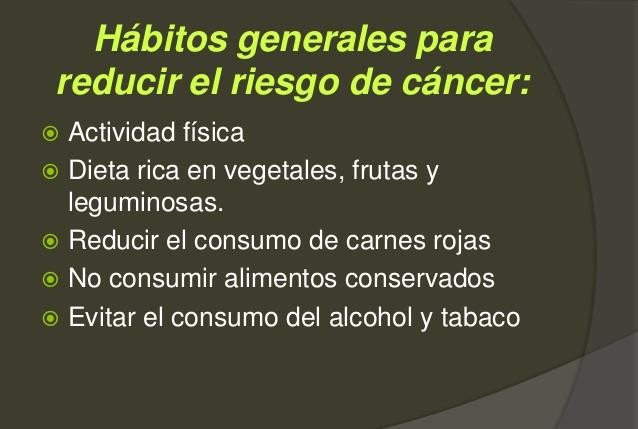 Hábitos generales para
reducir el riesgo de cáncer:
Actividad física
Dieta rica en vegetales, frutas y
leguminosas.
Reducir el consumo de carnes rojas
No consumir alimentos conservados
Evitar el consumo del alcohol y tabaco